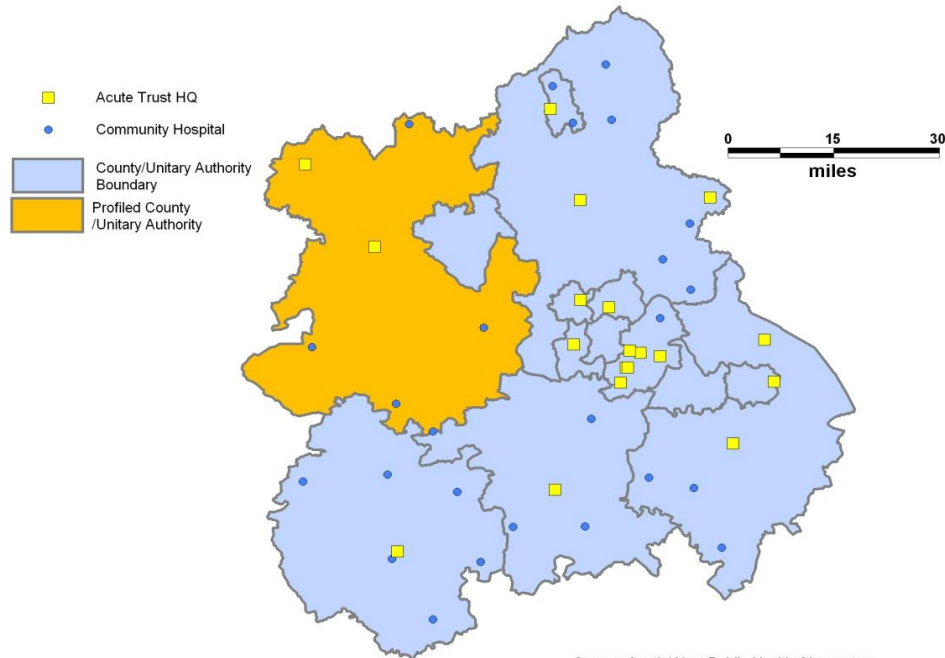 Acute Trust HQ
Community Hospital
County/Unitary Authority
Boundary
Profiled County
/Unitary Authority
0 15 30
miles